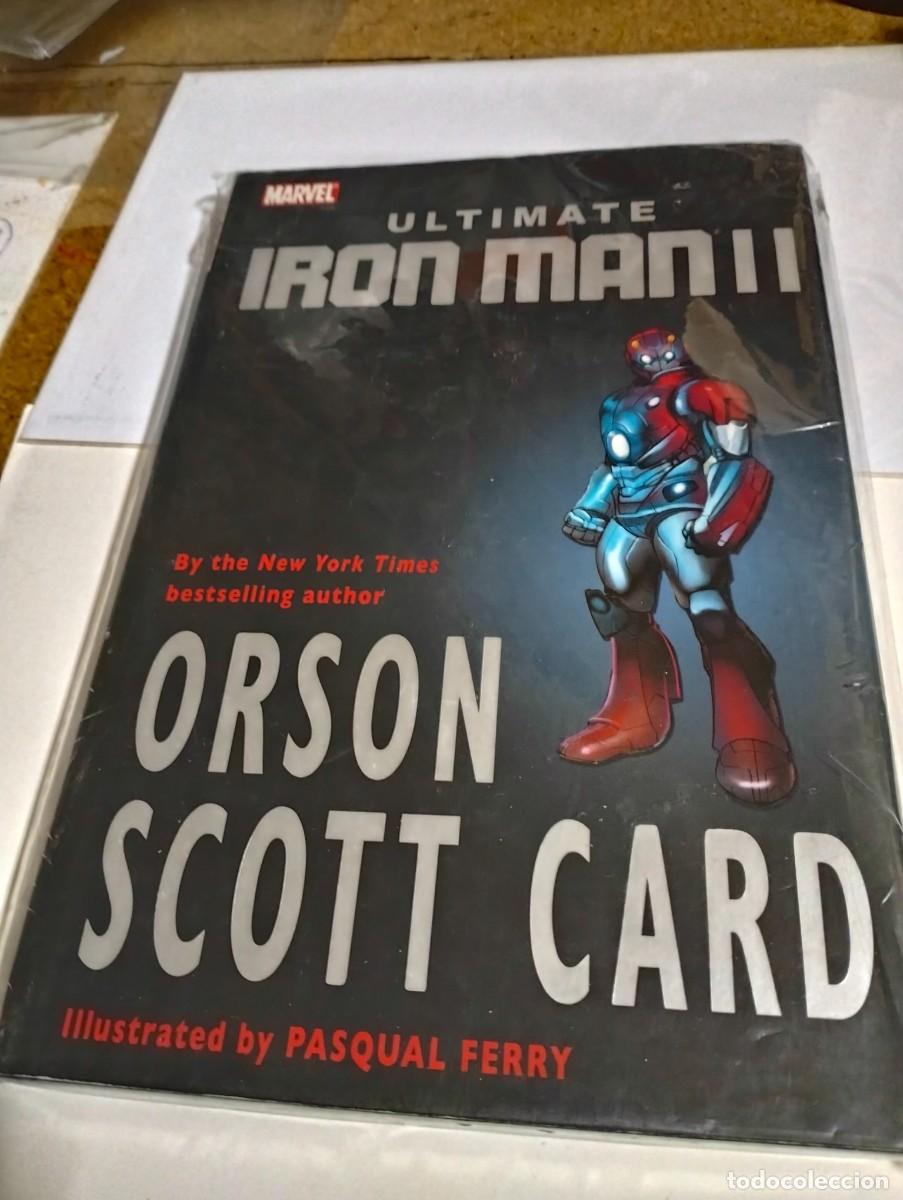 MARVEL
ULTIMATE
IRON MAN II
By the New York Times
bestselling author
ORSON
SCOTT CARD
Illustrated by PASQUAL FERRY
todocoleccion